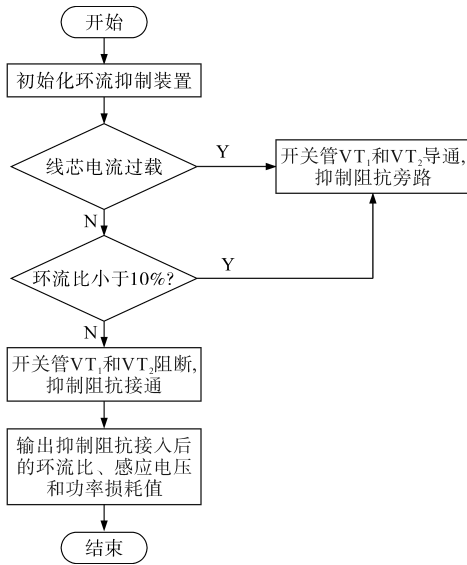 开始
初始化环流抑制装置
线芯电流过载
Y
开关管VT₁和VT₂导通,
抑制阻抗旁路
N
环流比小于10%?
Y
N
开关管VT₁和VT₂阻断,
抑制阻抗接通
输出抑制阻抗接入后
的环流比、感应电压
和功率损耗值
结束